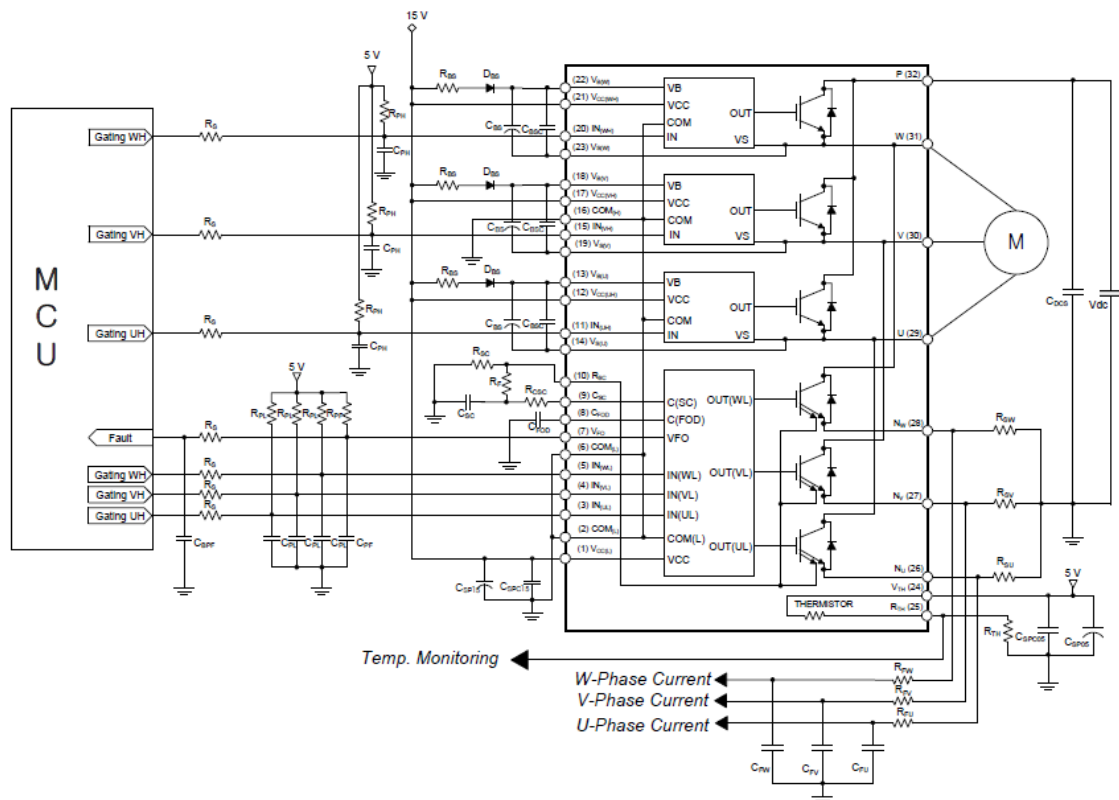 15 V
5 V
MCU
Gating WH
Gating VH
Gating UH
Fault
Gating WH
Gating VH
Gating UH
RS
RS
RS
RS
RS
RS
RS
RPH
CPH
RPH
CPH
RPH
CPH
5 V
RPL
RPL
RPL
RPF
CSPF
CPL
CPL
CPL
CPF
RBS
DBS
CBS
CBSC
RBS
DBS
CBS
CBSC
RBS
DBS
CBS
CBSC
RSC
RF
RCSC
CSC
CFOD
CSP15
CSPC15
(22) VB(W)
(21) VCC(WH)
(20) IN(WH)
(23) VS(W)
(18) VB(V)
(17) VCC(VH)
(16) COM(H)
(15) IN(VH)
(19) VS(V)
(13) VB(U)
(12) VCC(UH)
(11) IN(UH)
(14) VS(U)
(10) RSC
(9) CSC
(8) CFOD
(7) VFO
(6) COM(L)
(5) IN(WL)
(4) IN(VL)
(3) IN(UL)
(2) COM(L)
(1) VCC(L)
VB
VCC
COM
IN
OUT
VS
VB
VCC
COM
IN
OUT
VS
VB
VCC
COM
IN
OUT
VS
C(SC)
C(FOD)
VFO
IN(WL)
IN(VL)
IN(UL)
COM(L)
VCC
OUT(WL)
OUT(VL)
OUT(UL)
P (32)
W (31)
V (30)
U (29)
NW (28)
NV (27)
NU (26)
VTH (24)
RTH (25)
THERMISTOR
M
CDCS
Vdc
RSW
RSV
RSU
5 V
RTH
CSPC05
CSP05
Temp. Monitoring
W-Phase Current
V-Phase Current
U-Phase Current
RFW
RFV
RFU
CFW
CFV
CFU